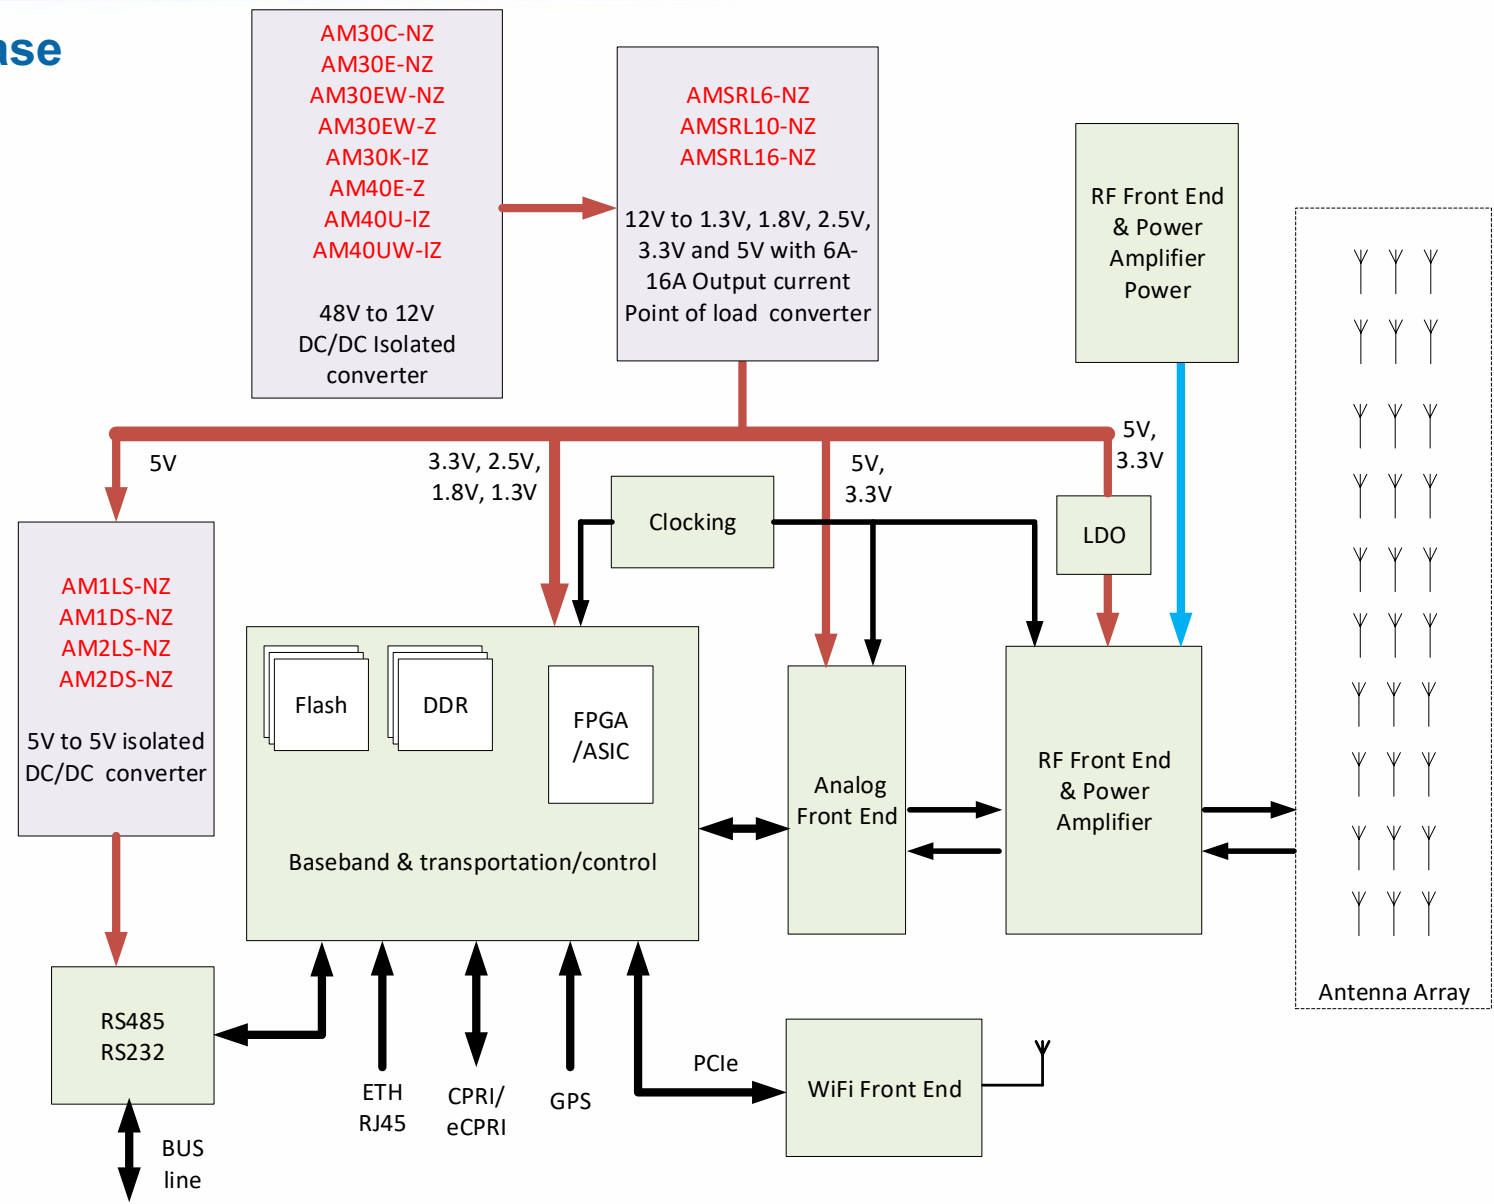 ase
AM30C-NZ
AM30E-NZ
AM30EW-NZ
AM30EW-Z
AM30K-IZ
AM40E-Z
AM40U-IZ
AM40UW-IZ
48V to 12V
DC/DC Isolated
converter
AMSRL6-NZ
AMSRL10-NZ
AMSRL16-NZ
12V to 1.3V, 1.8V, 2.5V,
3.3V and 5V with 6A-
16A Output current
Point of load converter
RF Front End
& Power
Amplifier
Power
5V
3.3V, 2.5V,
1.8V, 1.3V
5V,
3.3V
5V,
3.3V
Clocking
LDO
AM1LS-NZ
AM1DS-NZ
AM2LS-NZ
AM2DS-NZ
5V to 5V isolated
DC/DC converter
Flash
DDR
FPGA
/ASIC
Baseband & transportation/control
Analog
Front End
RF Front End
& Power
Amplifier
Antenna Array
RS485
RS232
BUS
line
ETH
RJ45
CPRI/
eCPRI
GPS
PCIe
WiFi Front End